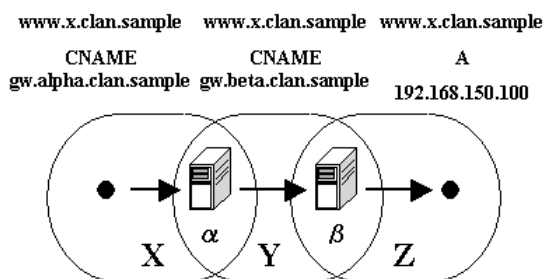 www.x.clan.sample www.x.clan.sample www.x.clan.sample
CNAME CNAME A
gw.alpha.clan.sample gw.beta.clan.sample 192.168.150.100
α β
X Y Z